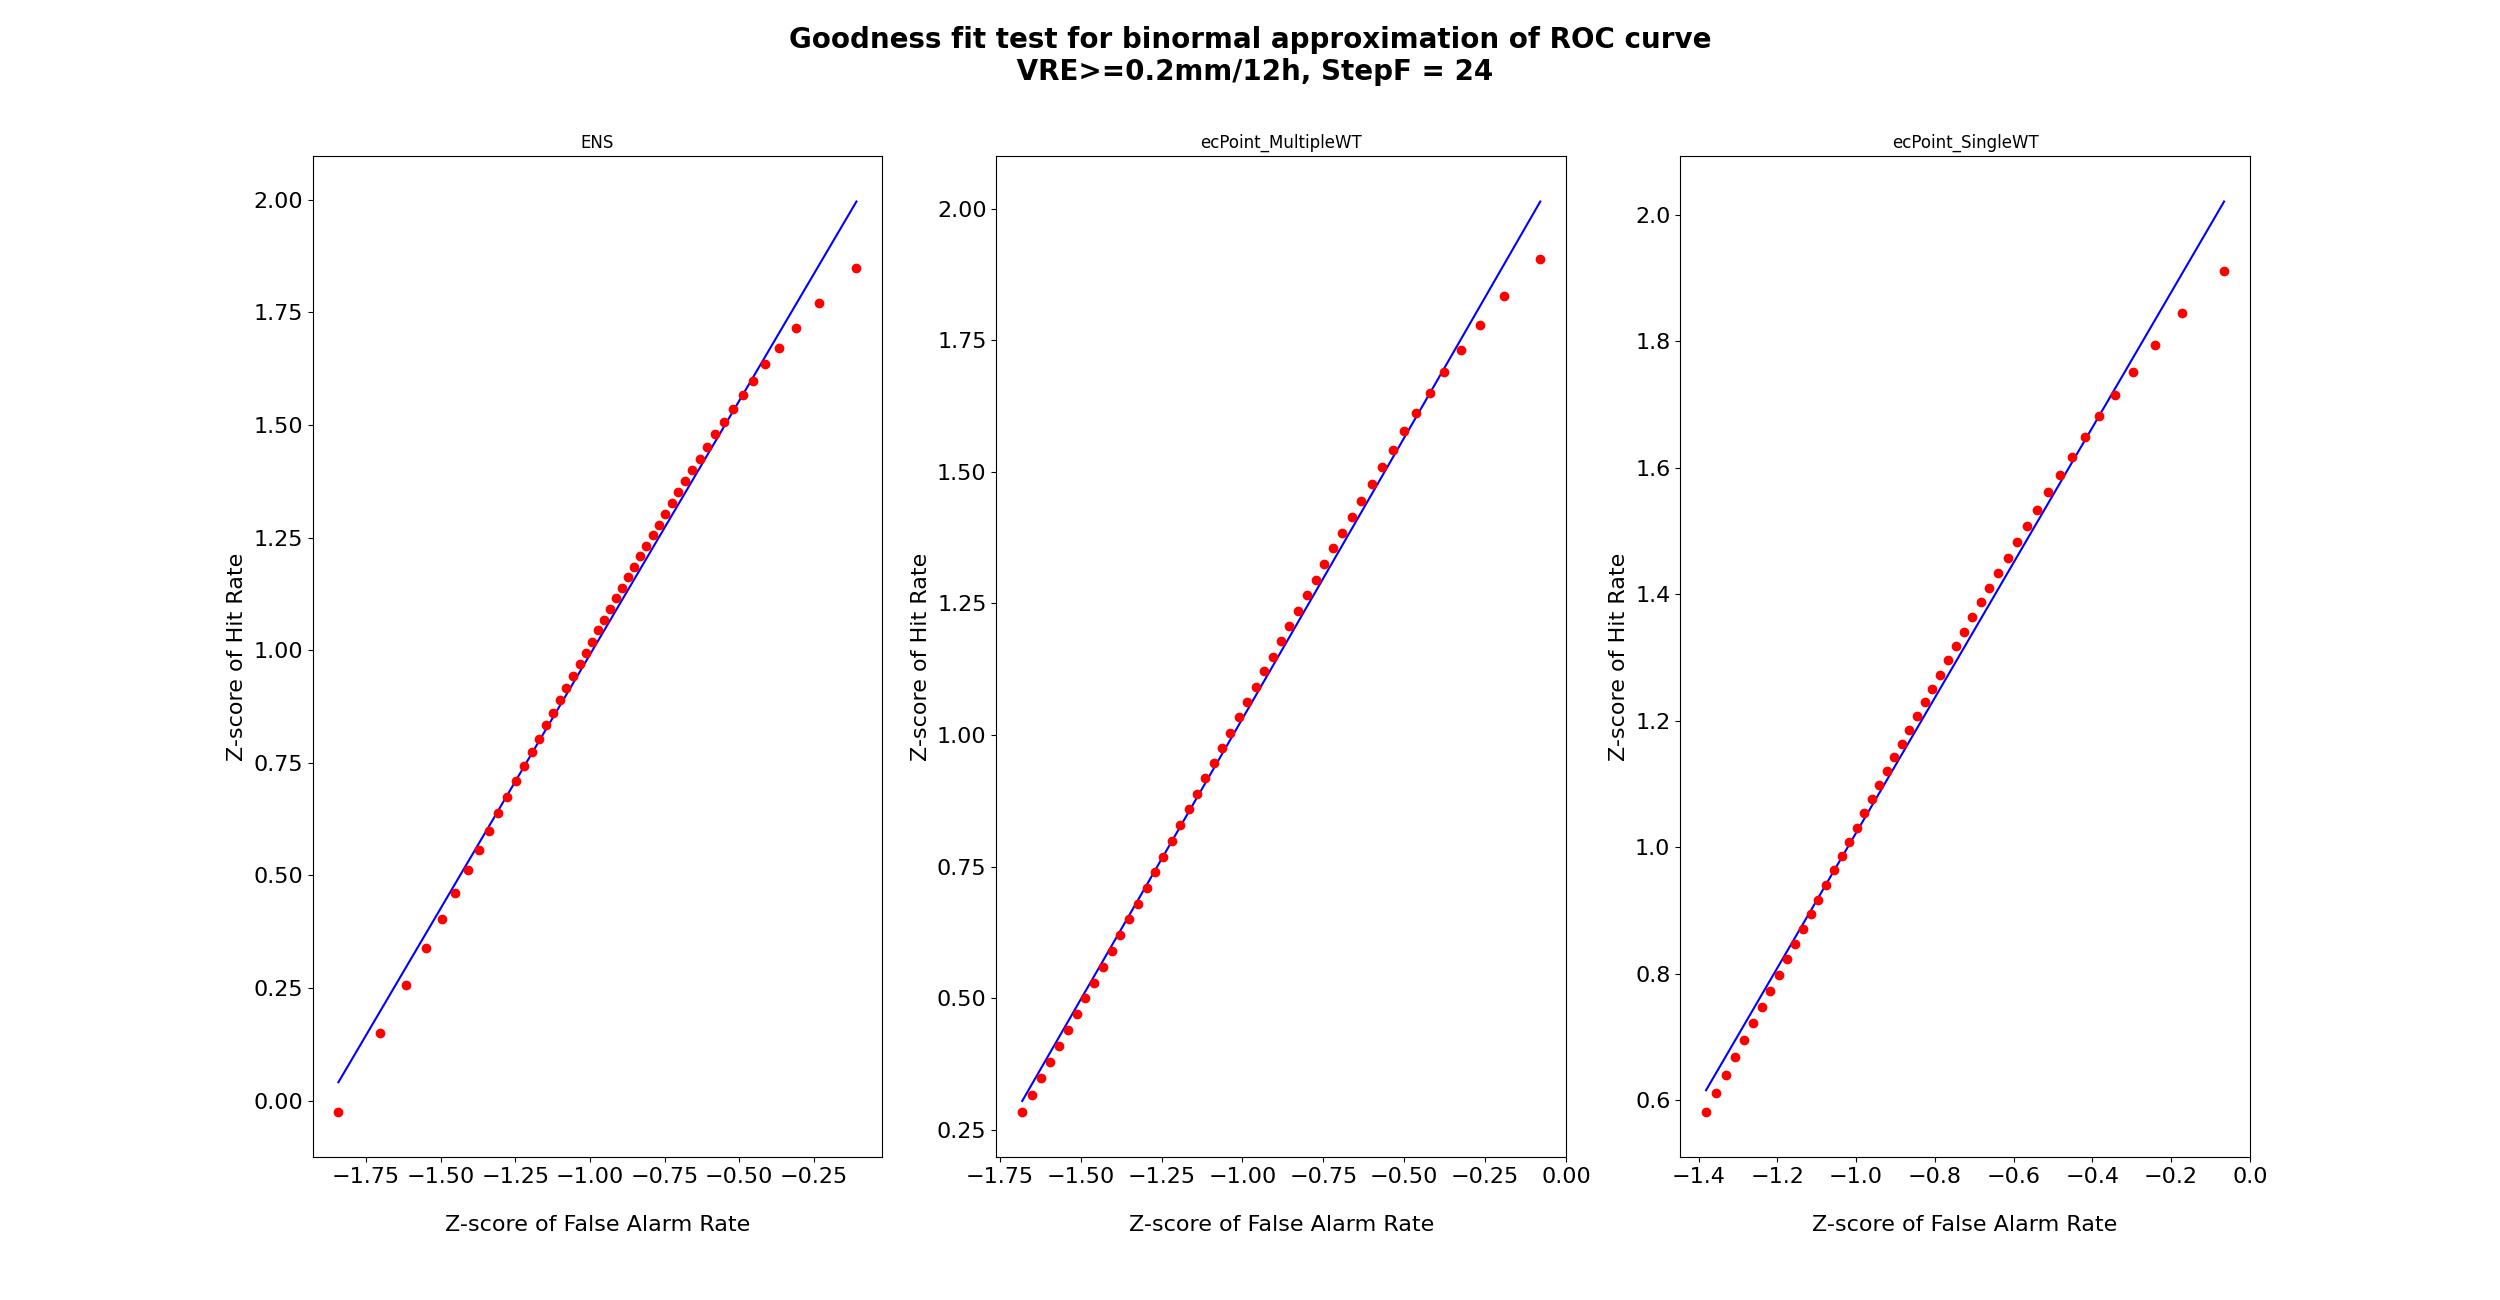 Goodness fit test for binormal approximation of ROC curve
VRE>=0.2mm/12h, StepF = 24
ENS
2.00
1.75
1.50
1.25
1.00
0.75
0.50
0.25
0.00
Z-score of Hit Rate
−1.75 −1.50 −1.25 −1.00 −0.75 −0.50 −0.25
Z-score of False Alarm Rate
ecPoint_MultipleWT
2.00
1.75
1.50
1.25
1.00
0.75
0.50
0.25
Z-score of Hit Rate
−1.75 −1.50 −1.25 −1.00 −0.75 −0.50 −0.25 0.00
Z-score of False Alarm Rate
ecPoint_SingleWT
2.0
1.8
1.6
1.4
1.2
1.0
0.8
0.6
Z-score of Hit Rate
−1.4 −1.2 −1.0 −0.8 −0.6 −0.4 −0.2 0.0
Z-score of False Alarm Rate